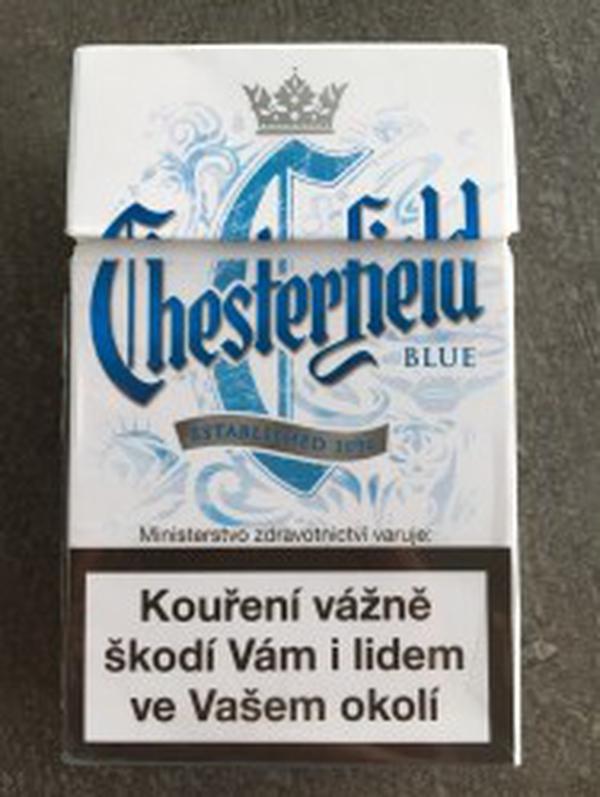 Chesterfield
BLUE
ESTABLISHED
Ministerstvo zdravotnictví varuje:
Kouření vážně
škodí Vám i lidem
ve Vašem okolí